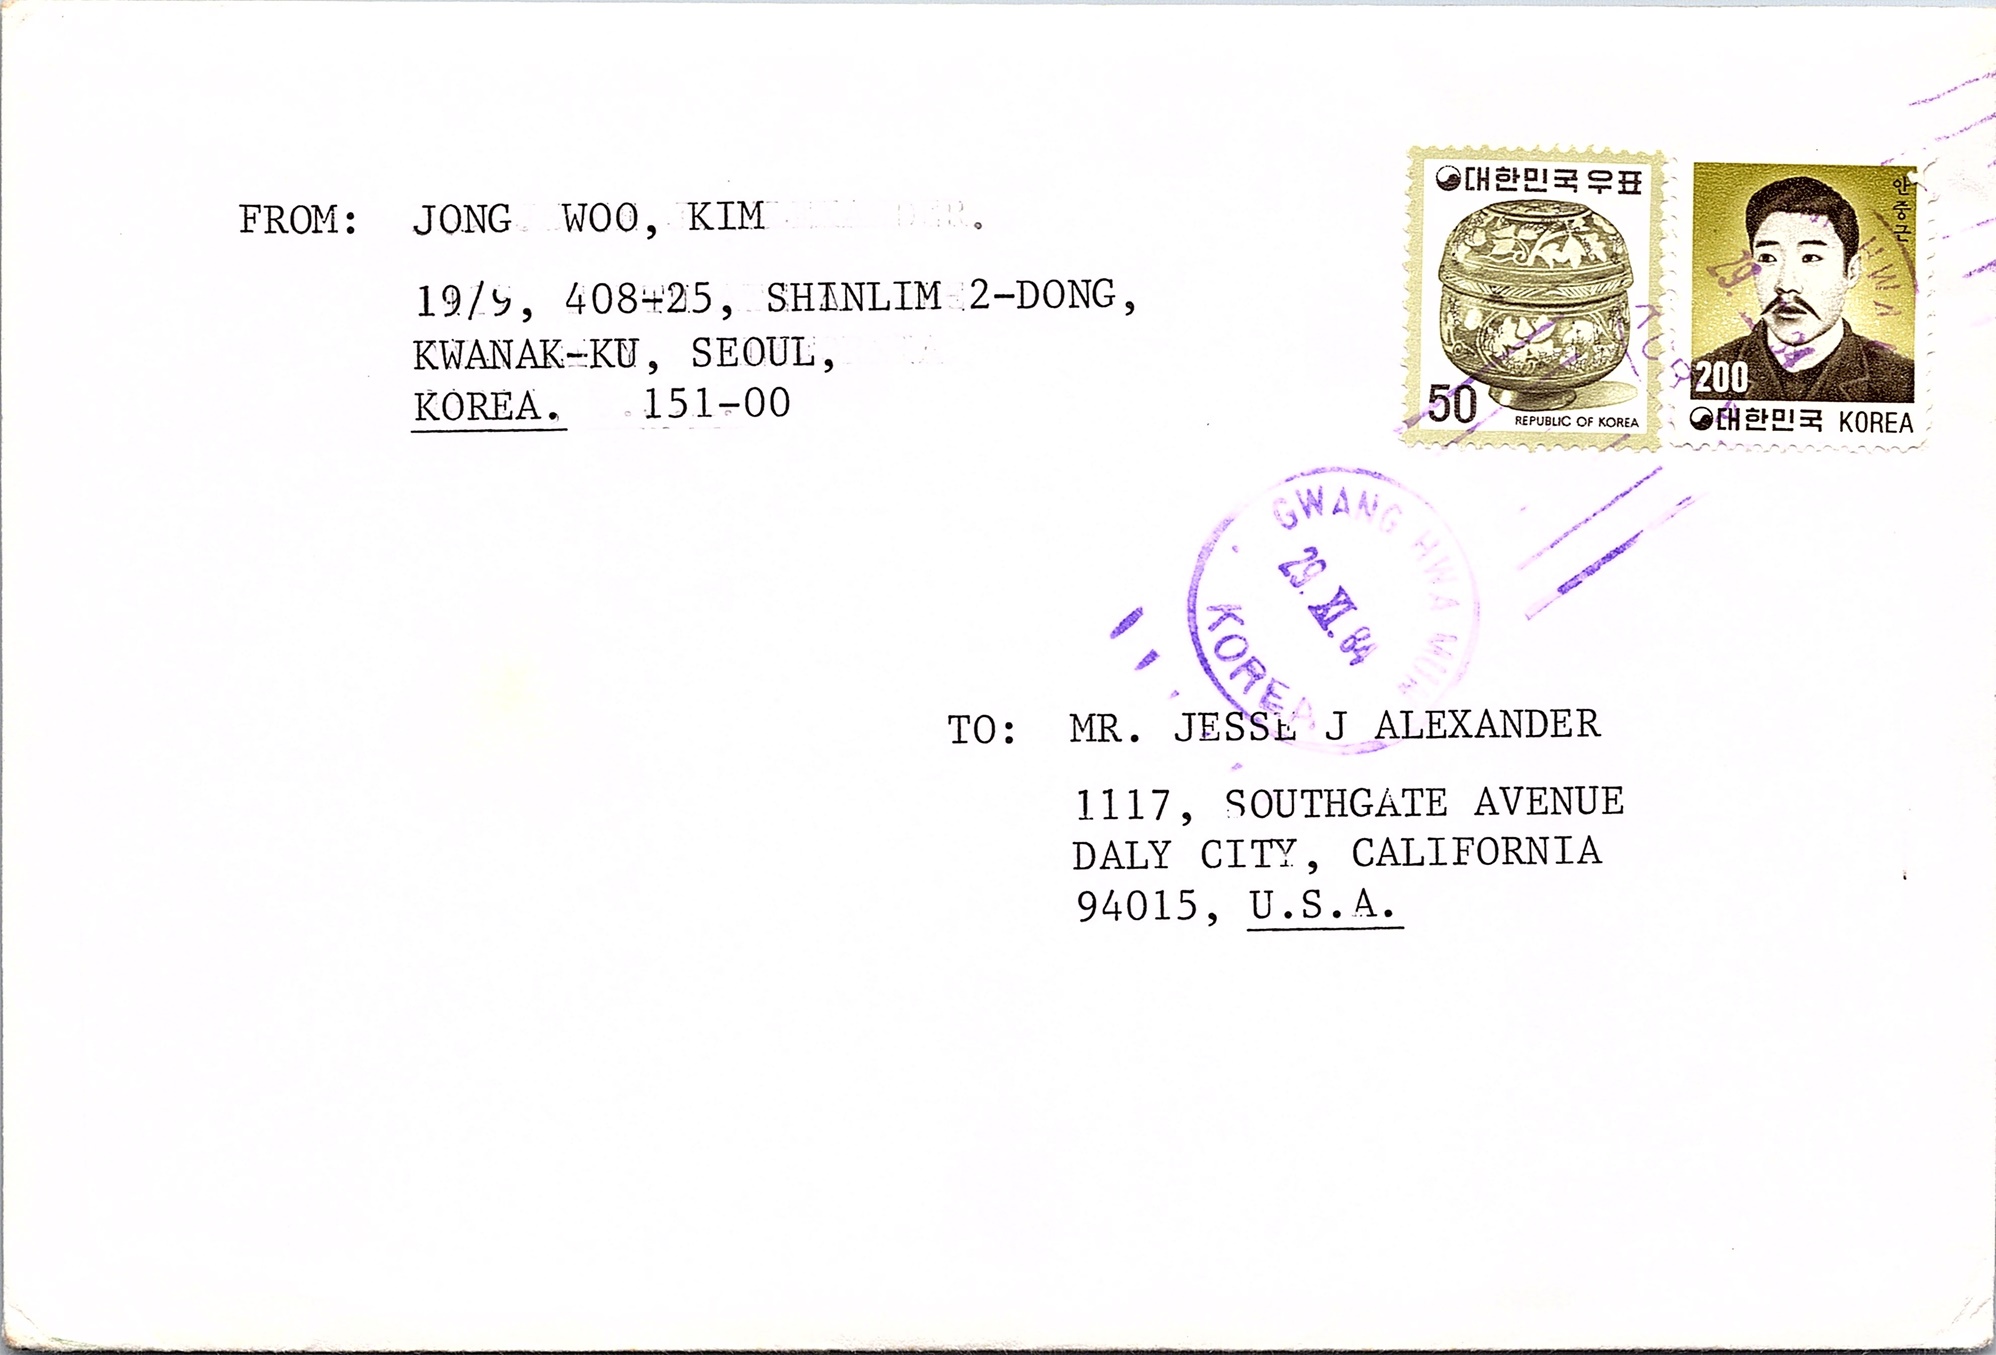 FROM: JONG WOO, KIM
19/9, 408-25, SHINLIM 2-DONG,
KWANAK-KU, SEOUL,
KOREA. 151-00
대한민국우표
50
REPUBLIC OF KOREA
안중근
200
대한민국 KOREA
GWANG HWA MUN
29. XI. 84
KOREA
TO: MR. JESSE J ALEXANDER
1117, SOUTHGATE AVENUE
DALY CITY, CALIFORNIA
94015, U.S.A.